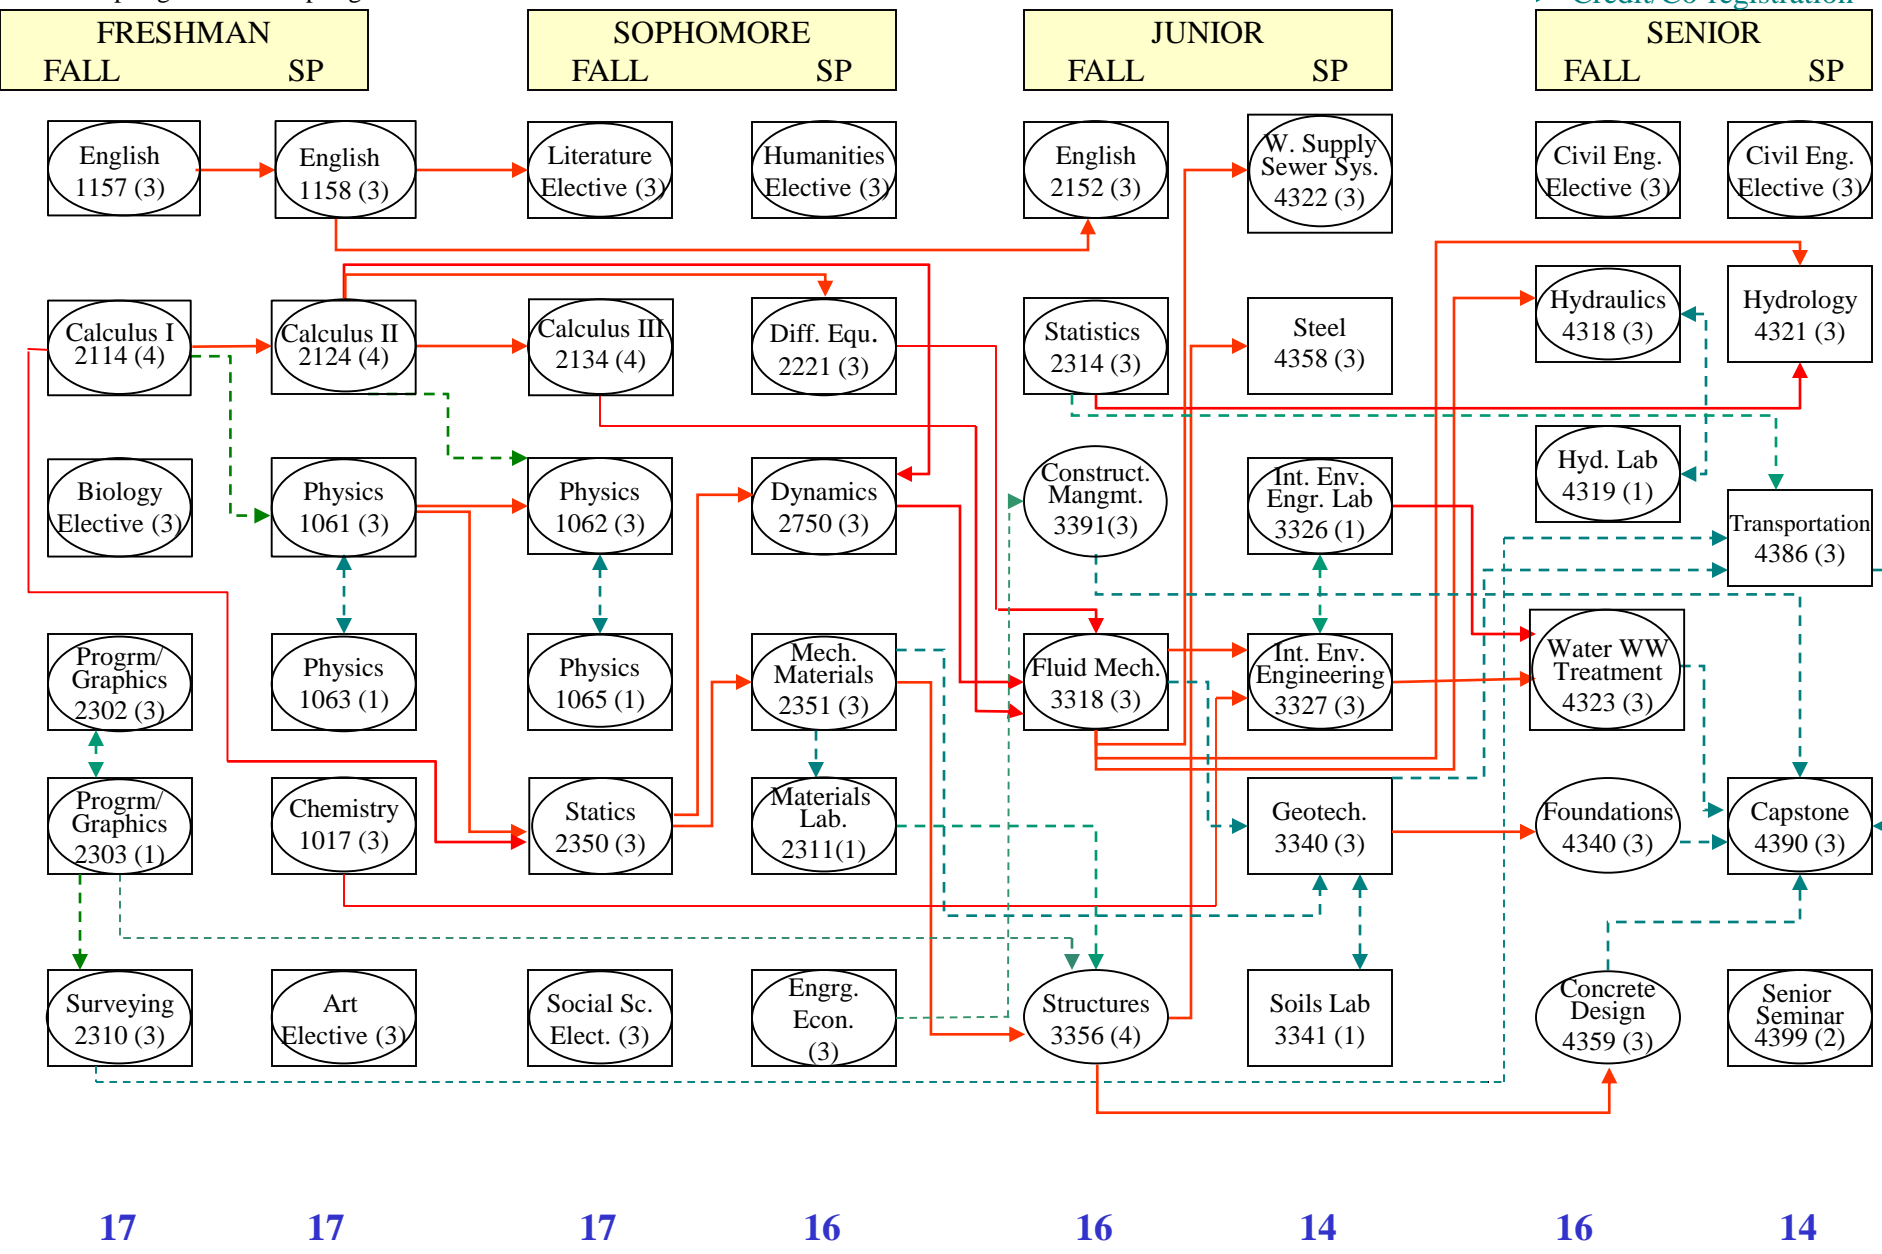 FRESHMAN
FALL SP
SOPHOMORE
FALL SP
JUNIOR
FALL SP
SENIOR
FALL SP
English
1157 (3)
English
1158 (3)
Literature
Elective (3)
Humanities
Elective (3)
English
2152 (3)
W. Supply
Sewer Sys.
4322 (3)
Civil Eng.
Elective (3)
Civil Eng.
Elective (3)
Calculus I
2114 (4)
Calculus II
2124 (4)
Calculus III
2134 (4)
Diff. Equ.
2221 (3)
Statistics
2314 (3)
Steel
4358 (3)
Hydraulics
4318 (3)
Hydrology
4321 (3)
Biology
Elective (3)
Physics
1061 (3)
Physics
1062 (3)
Dynamics
2750 (3)
Construct.
Mangmt.
3391(3)
Int. Env.
Engr. Lab
3326 (1)
Hyd. Lab
4319 (1)
Transportation
4386 (3)
Progrm/
Graphics
2302 (3)
Physics
1063 (1)
Physics
1065 (1)
Mech.
Materials
2351 (3)
Fluid Mech.
3318 (3)
Int. Env.
Engineering
3327 (3)
Water WW
Treatment
4323 (3)
Progrm/
Graphics
2303 (1)
Chemistry
1017 (3)
Statics
2350 (3)
Materials
Lab.
2311(1)
Geotech.
3340 (3)
Foundations
4340 (3)
Capstone
4390 (3)
Surveying
2310 (3)
Art
Elective (3)
Social Sc.
Elect. (3)
Engrg.
Econ.
(3)
Structures
3356 (4)
Soils Lab
3341 (1)
Concrete
Design
4359 (3)
Senior
Seminar
4399 (2)
17 17 17 16 16 14 16 14